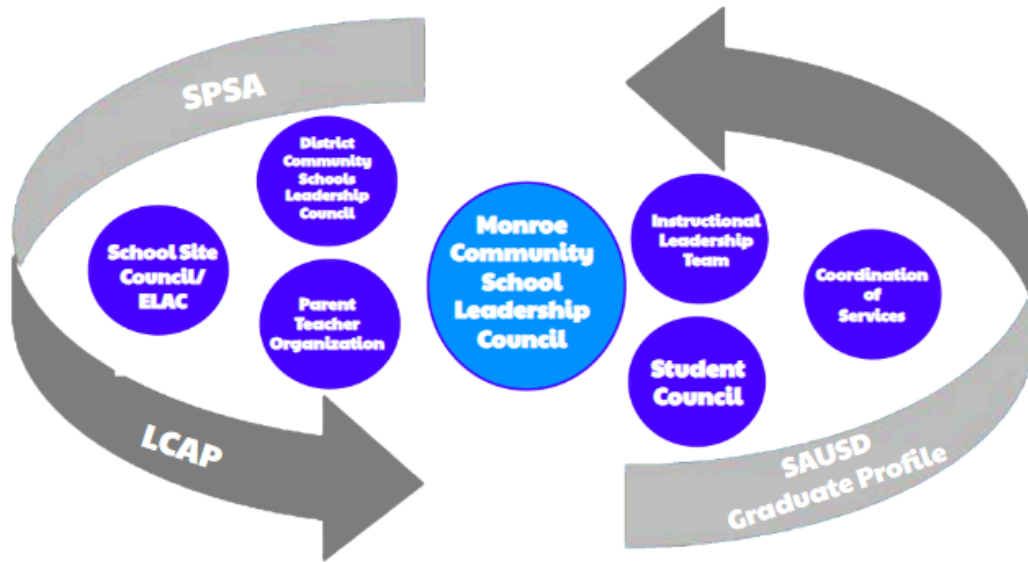 SPSA
District
Community
Schools
Leadership
Council
School Site
Council/
ELAC
Parent
Teacher
Organization
LCAP
Monroe
Community
School
Leadership
Council
Instructional
Leadership
Team
Coordination
of
Services
Student
Council
SAUSD
Graduate Profile